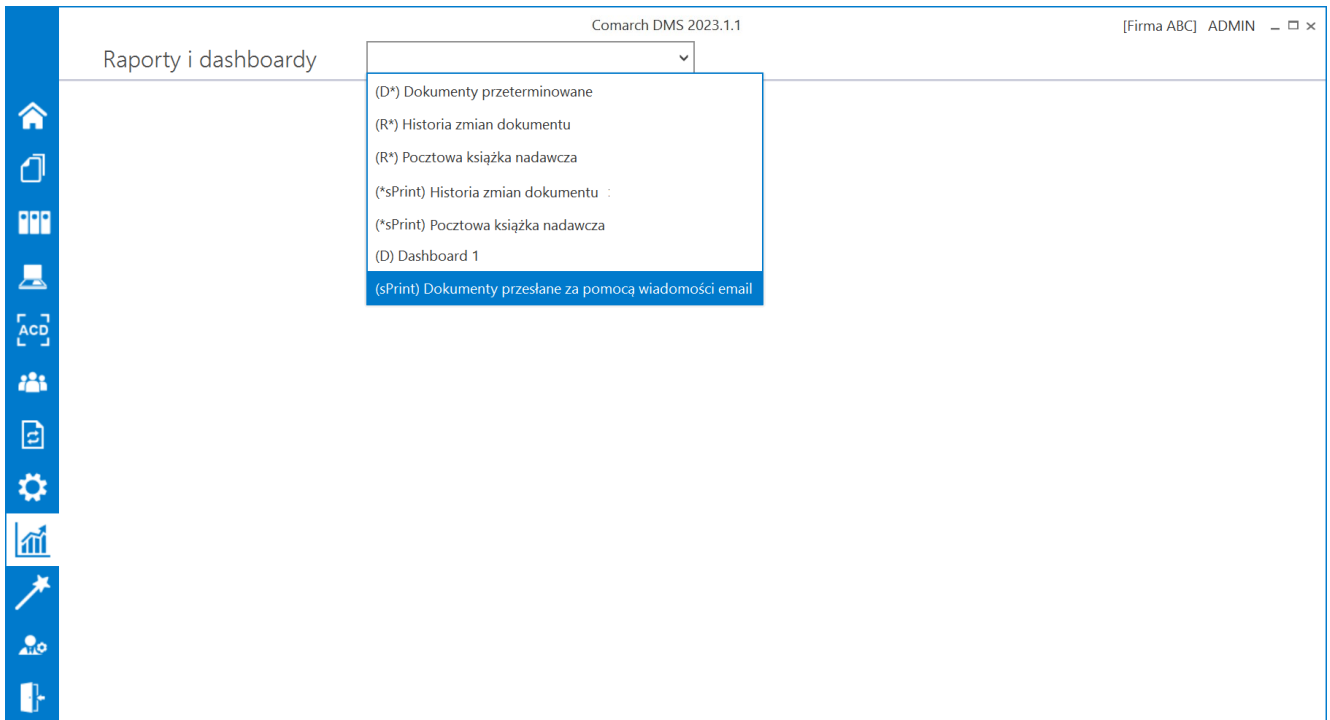 Comarch DMS 2023.1.1
[Firma ABC] ADMIN
Raporty i dashboardy
(D*) Dokumenty przeterminowane
(R*) Historia zmian dokumentu
(R*) Pocztowa książka nadawcza
(*sPrint) Historia zmian dokumentu :
(*sPrint) Pocztowa książka nadawcza
(D) Dashboard 1
(sPrint) Dokumenty przesłane za pomocą wiadomości email
ACD